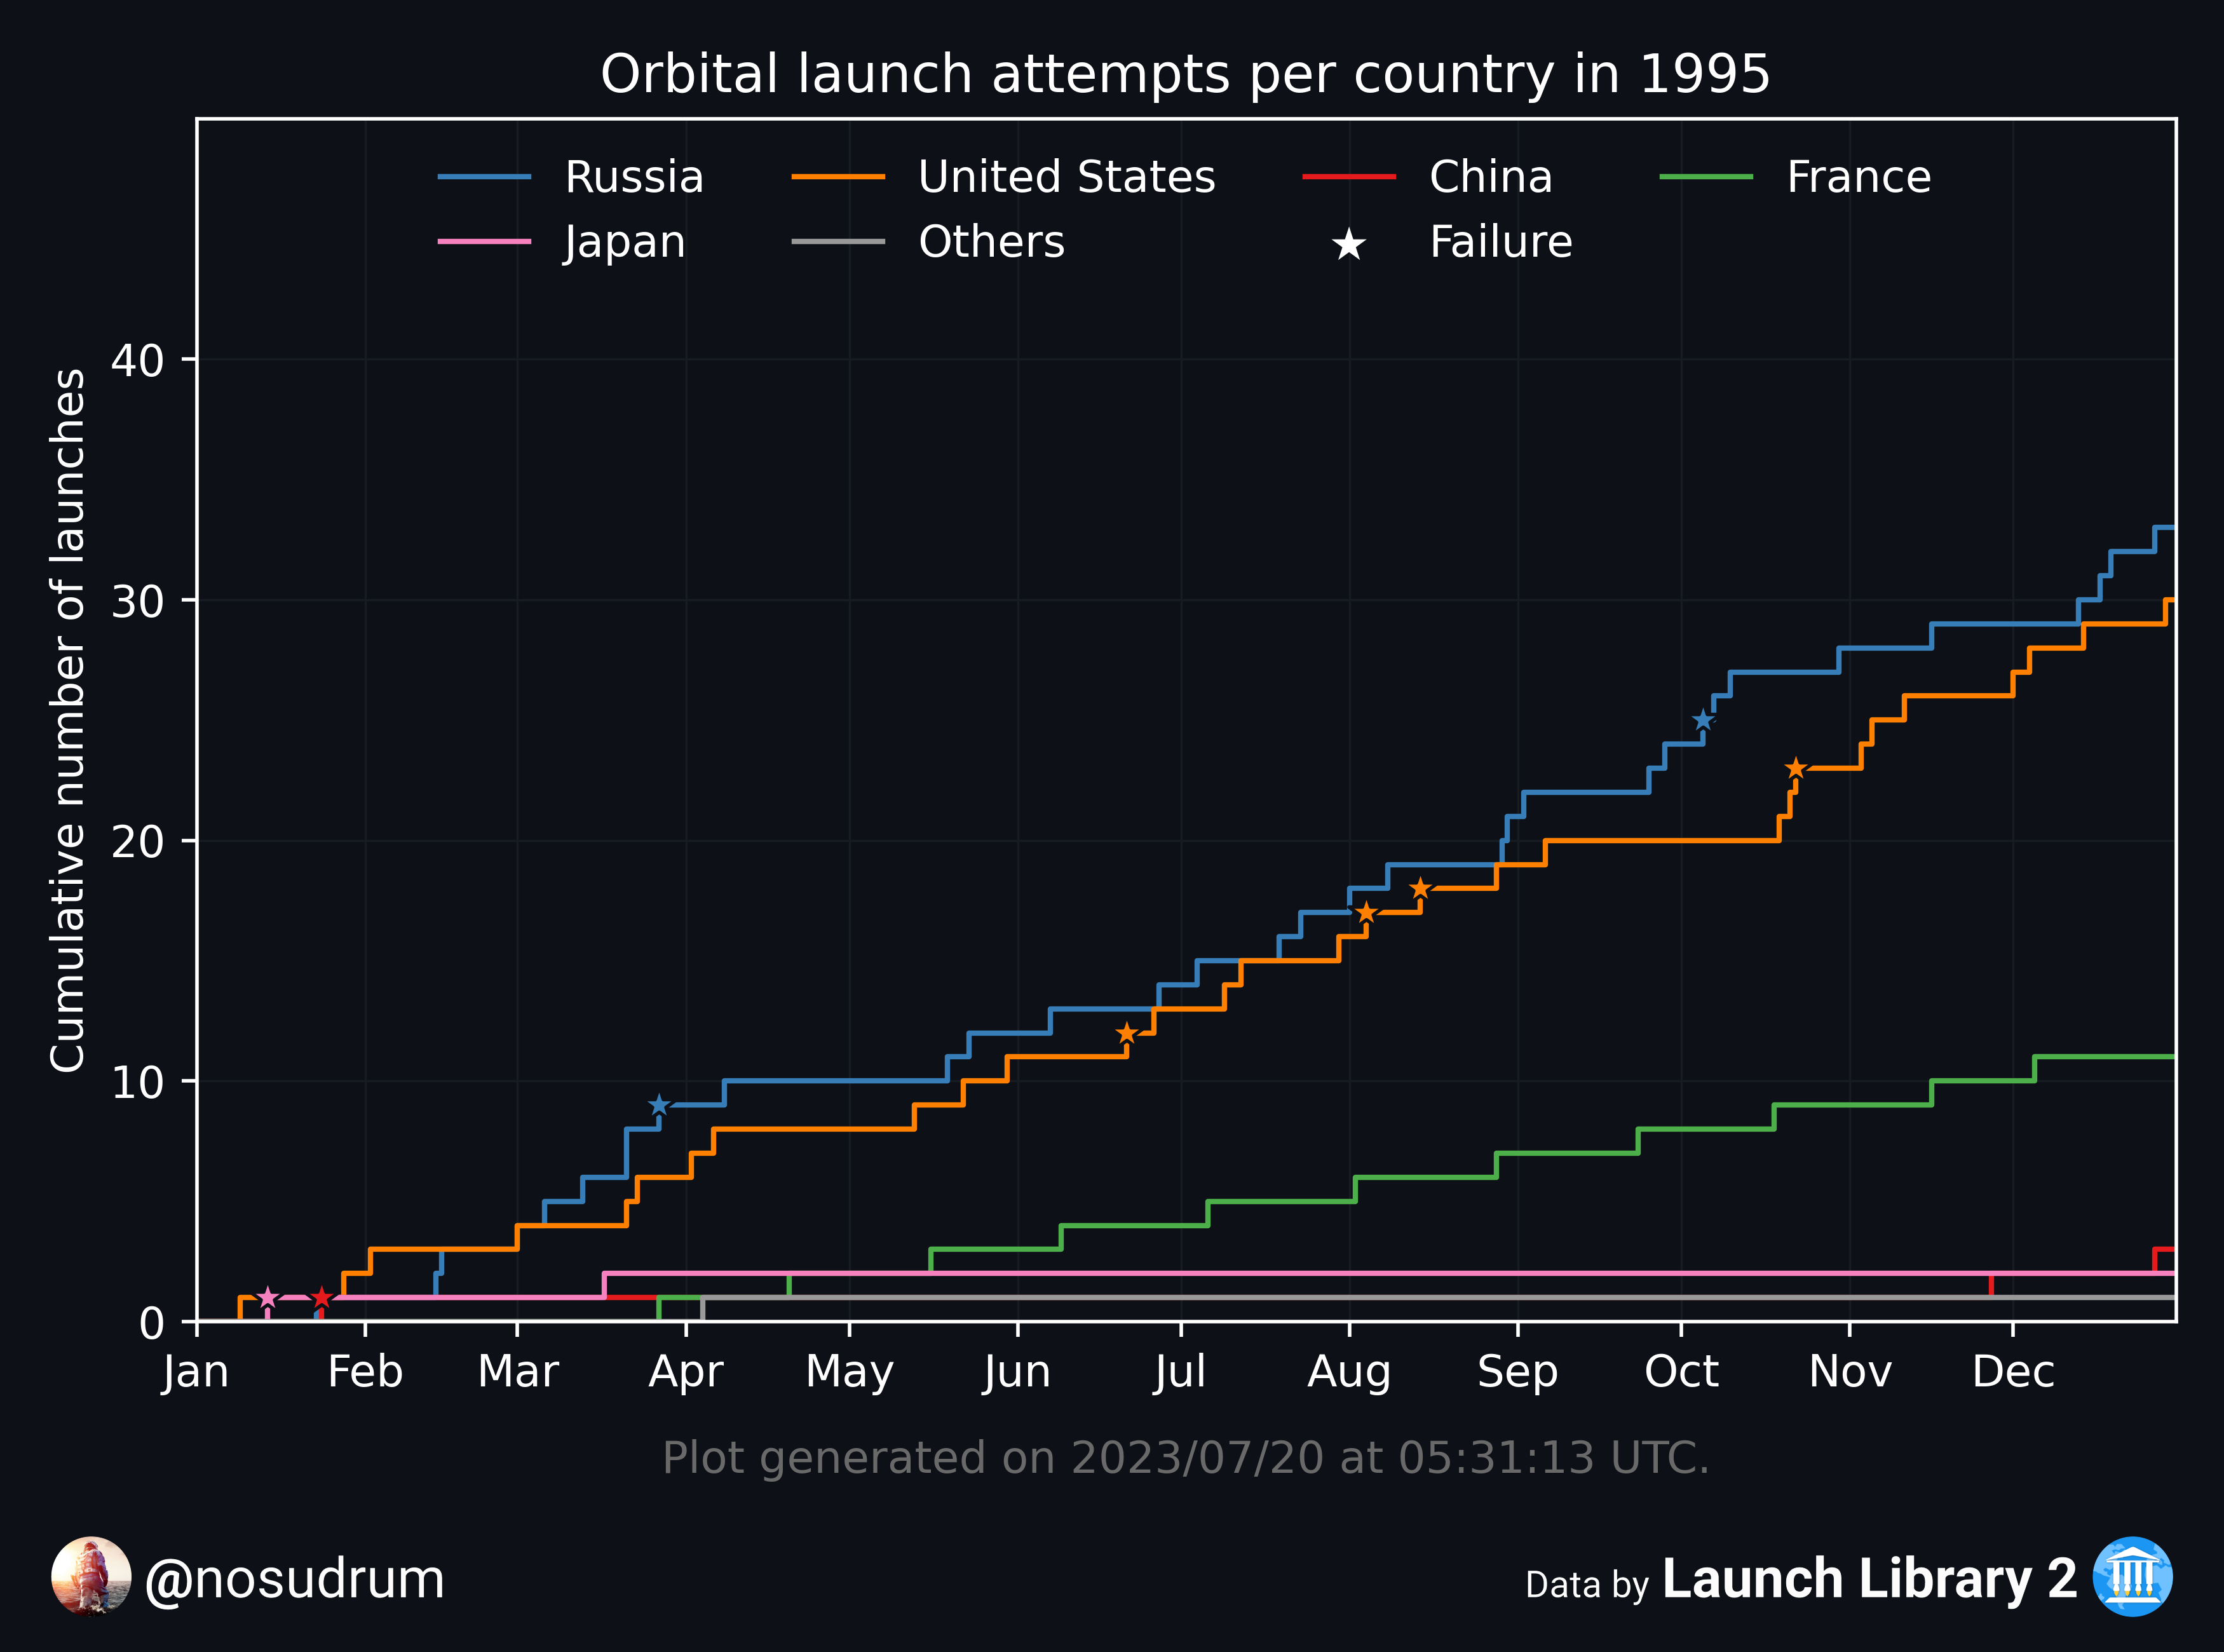 Orbital launch attempts per country in 1995
Russia United States China France
Japan Others Failure
Cumulative number of launches
40
30
20
10
0
Jan Feb Mar Apr May Jun Jul Aug Sep Oct Nov Dec
Plot generated on 2023/07/20 at 05:31:13 UTC.
@nosudrum
Data by Launch Library 2